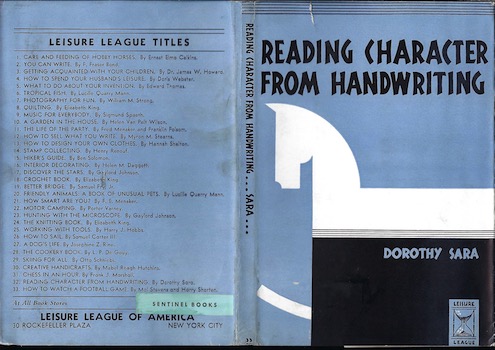 LEISURE LEAGUE TITLES
1. CARE AND FEEDING OF HOBBY HORSES. By Ernest Elmo Calkins.
2. YOU CAN WRITE. By F. Fraser Bond.
3. GETTING ACQUAINTED WITH YOUR CHILDREN. By Dr. James W. Howard.
4. HOW TO SPEND YOUR HUSBAND'S LEISURE. By Doris Webster.
5. WHAT TO DO ABOUT YOUR INVENTION. By Edward Thomas.
6. TROPICAL FISH. By Lucille Quarry Mann.
7. PHOTOGRAPHY FOR FUN. By William M. Strong.
8. QUILTING. By Elizabeth King.
9. MUSIC FOR EVERYBODY. By Sigmund Spaeth.
10. A GARDEN IN THE HOUSE. By Helen Van Pelt Wilson.
11. THE LIFE OF THE PARTY. By Fred Meisken and Franklin Folsom.
12. HOW TO SELL WHAT YOU WRITE. By Myron M. Stearns.
13. HOW TO DESIGN YOUR OWN CLOTHES. By Hannah Shelton.
14. STAMP COLLECTING. By Henry Renouf.
15. HIKER'S GUIDE. By Ben Solomon.
16. INTERIOR DECORATING. By Helen M. Daggett.
17. DISCOVER THE STARS. By Gaylord Johnson.
18. CROCHET BOOK. By Elizabeth King.
19. BETTER BRIDGE. By Samuel Fry, Jr.
20. FRIENDLY ANIMALS: A BOOK OF UNUSUAL PETS. By Lucille Quarry Mann.
21. HOW SMART ARE YOU? By
22. MOTOR CAMPING. By Porter Varney.
23. HUNTING WITH THE MICROSCOPE. By Gaylord Johnson.
24. THE KNITTING BOOK. By Elizabeth King.
25. WORKING WITH TOOLS. By Harry J. Hobbs.
26. HOW TO SAIL. By Samuel Carter III
27. A DOG'S LIFE. By Josephine Z. Rine.
28. THE COOKERY BOOK. By L. P. De Gouy.
29. SKIING FOR ALL. By Otto Schniebs.
30. CREATIVE HANDICRAFTS. By Mabel Reagh Hutchins.
31. CHESS IN AN HOUR. By Frank J. Marshall.
32. READING CHARACTER FROM HANDWRITING. By Dorothy Sara.
33. HOW TO WATCH A FOOTBALL GAME. By Mal Stevens and Harry Shorten.
At All Book Stores
SENTINEL BOOKS
LEISURE LEAGUE OF AMERICA
30 ROCKEFELLER PLAZA NEW YORK CITY
READING CHARACTER FROM HANDWRITING... SARA...
33
READING CHARACTER
FROM HANDWRITING
DOROTHY SARA
LEISURE
LEAGUE